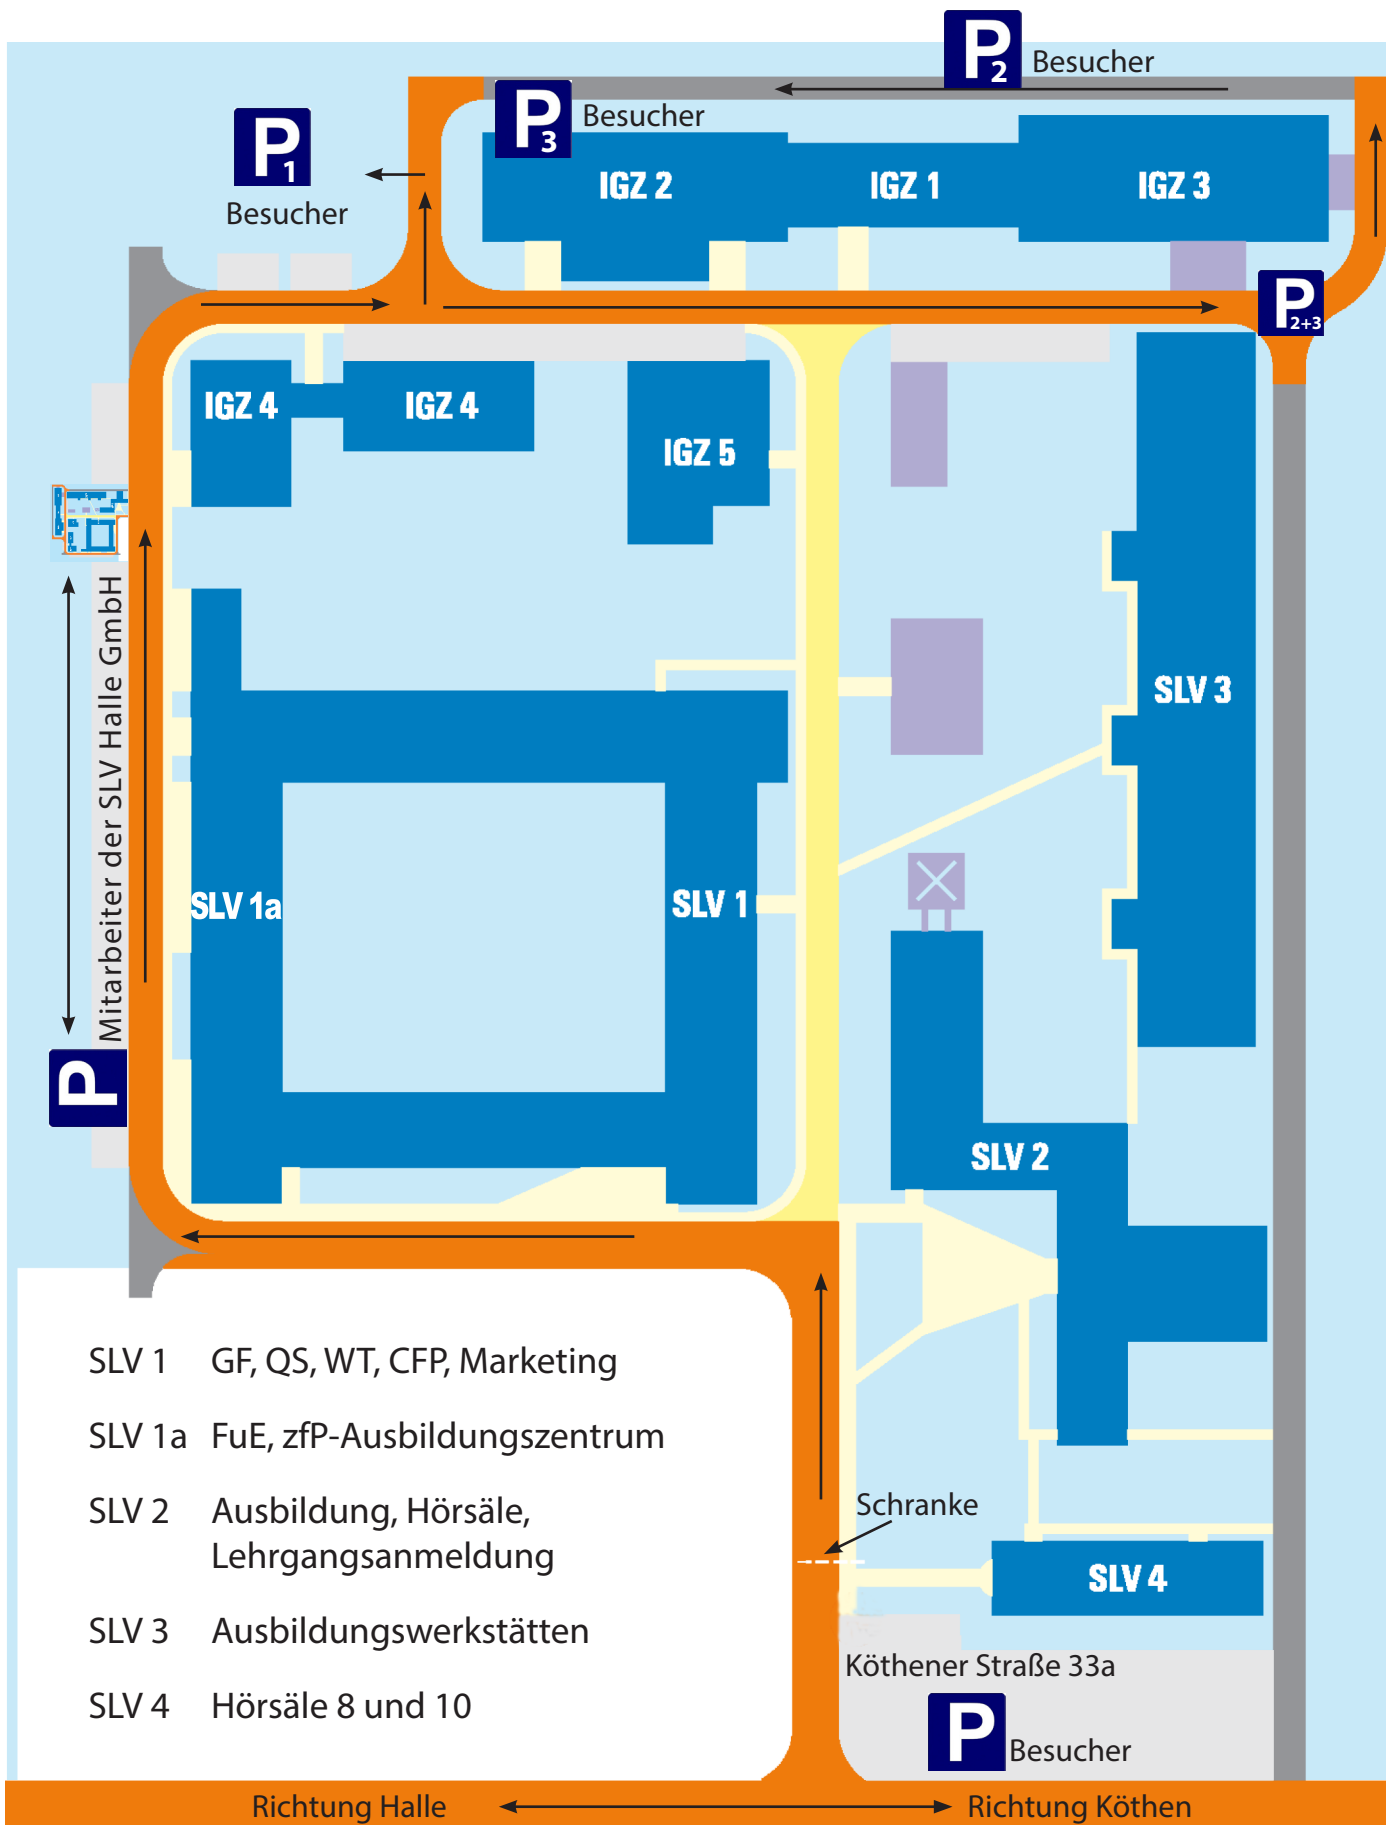 P2 Besucher
P3 Besucher
P1
Besucher
IGZ 2
IGZ 1
IGZ 3
P2+3
IGZ 4
IGZ 4
IGZ 5
Mitarbeiter der SLV Halle GmbH
P
SLV 3
SLV 1a
SLV 1
SLV 2
SLV 1 GF, QS, WT, CFP, Marketing
SLV 1a FuE, zfP-Ausbildungszentrum
SLV 2 Ausbildung, Hörsäle,
Lehrgangsanmeldung
SLV 3 Ausbildungswerkstätten
SLV 4 Hörsäle 8 und 10
Schranke
SLV 4
Köthener Straße 33a
P Besucher
Richtung Halle
Richtung Köthen